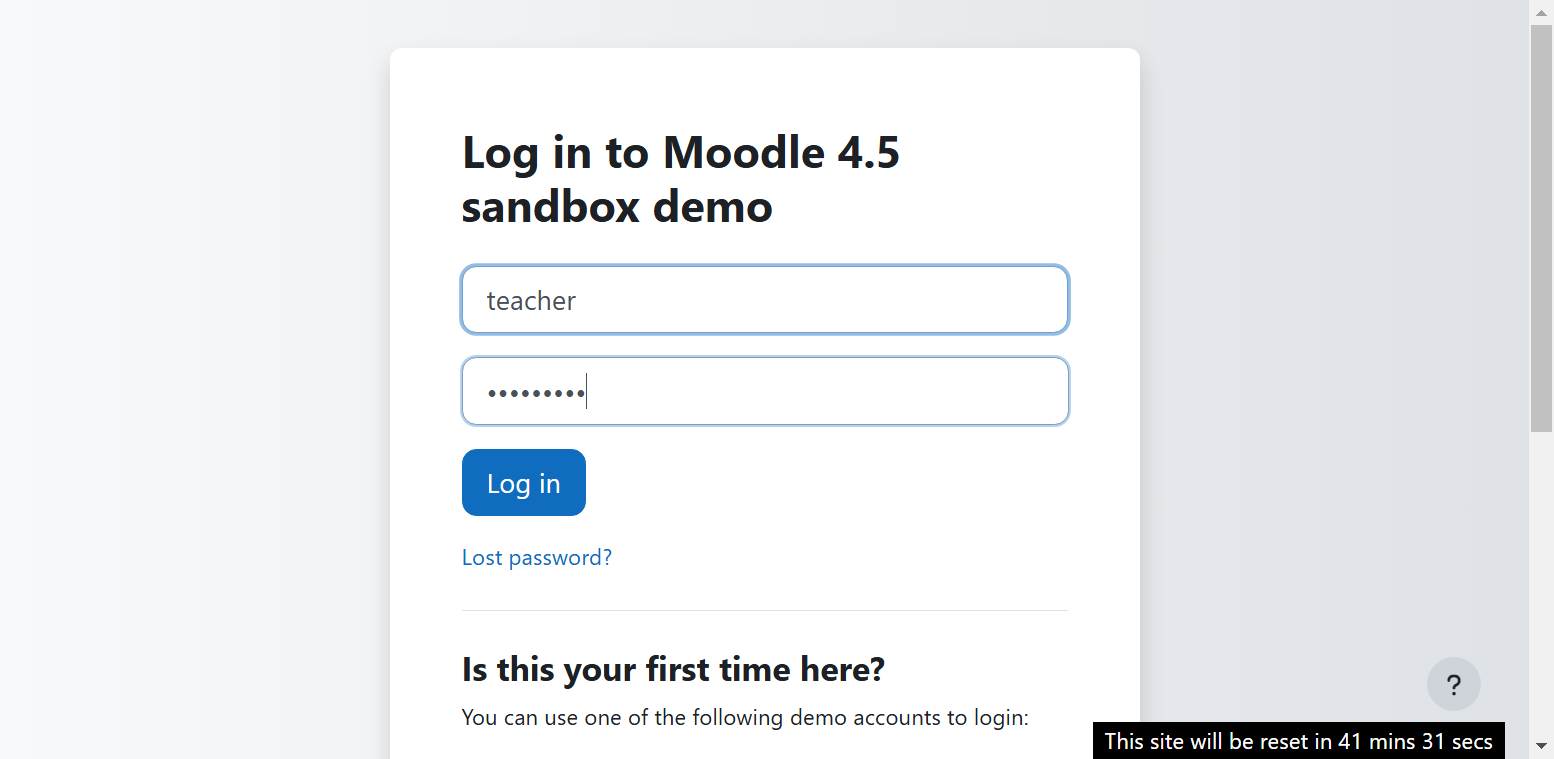 Log in to Moodle 4.5
sandbox demo
teacher
•••••••••
Log in
Lost password?
Is this your first time here?
You can use one of the following demo accounts to login:
?
This site will be reset in 41 mins 31 secs